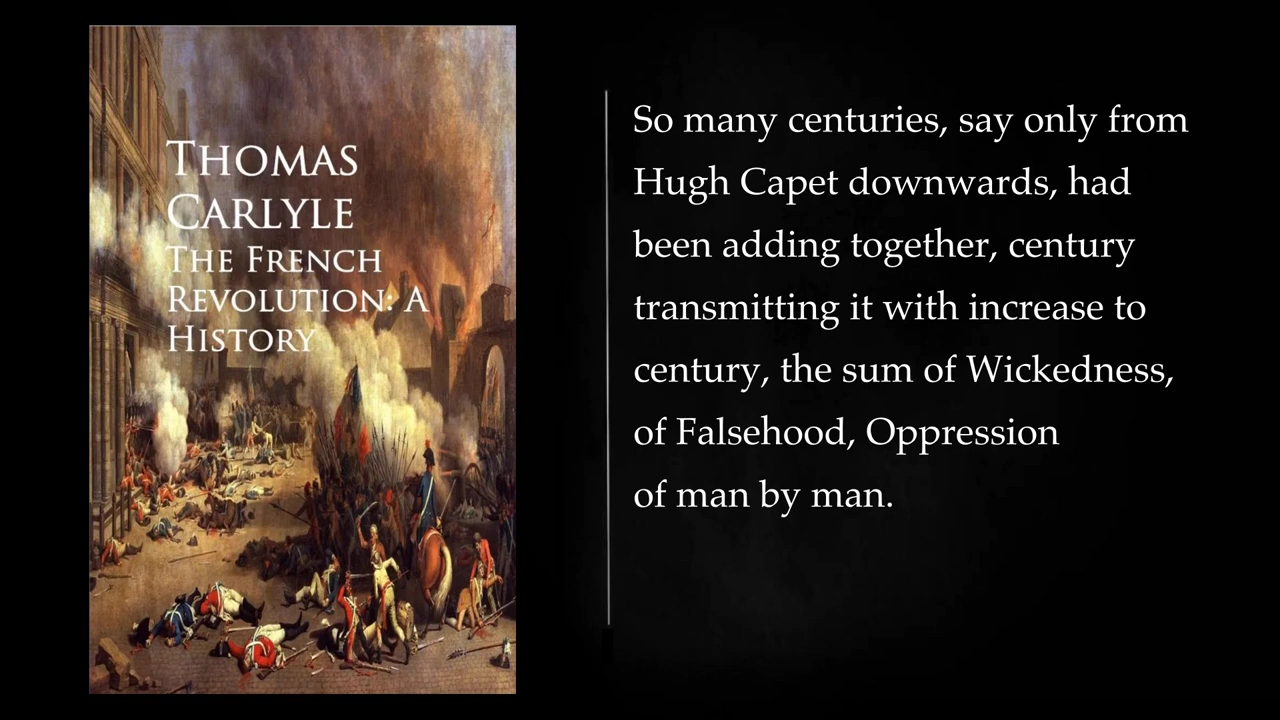 THOMAS
CARLYLE
THE FRENCH
REVOLUTION: A
HISTORY
So many centuries, say only from
Hugh Capet downwards, had
been adding together, century
transmitting it with increase to
century, the sum of Wickedness,
of Falsehood, Oppression
of man by man.